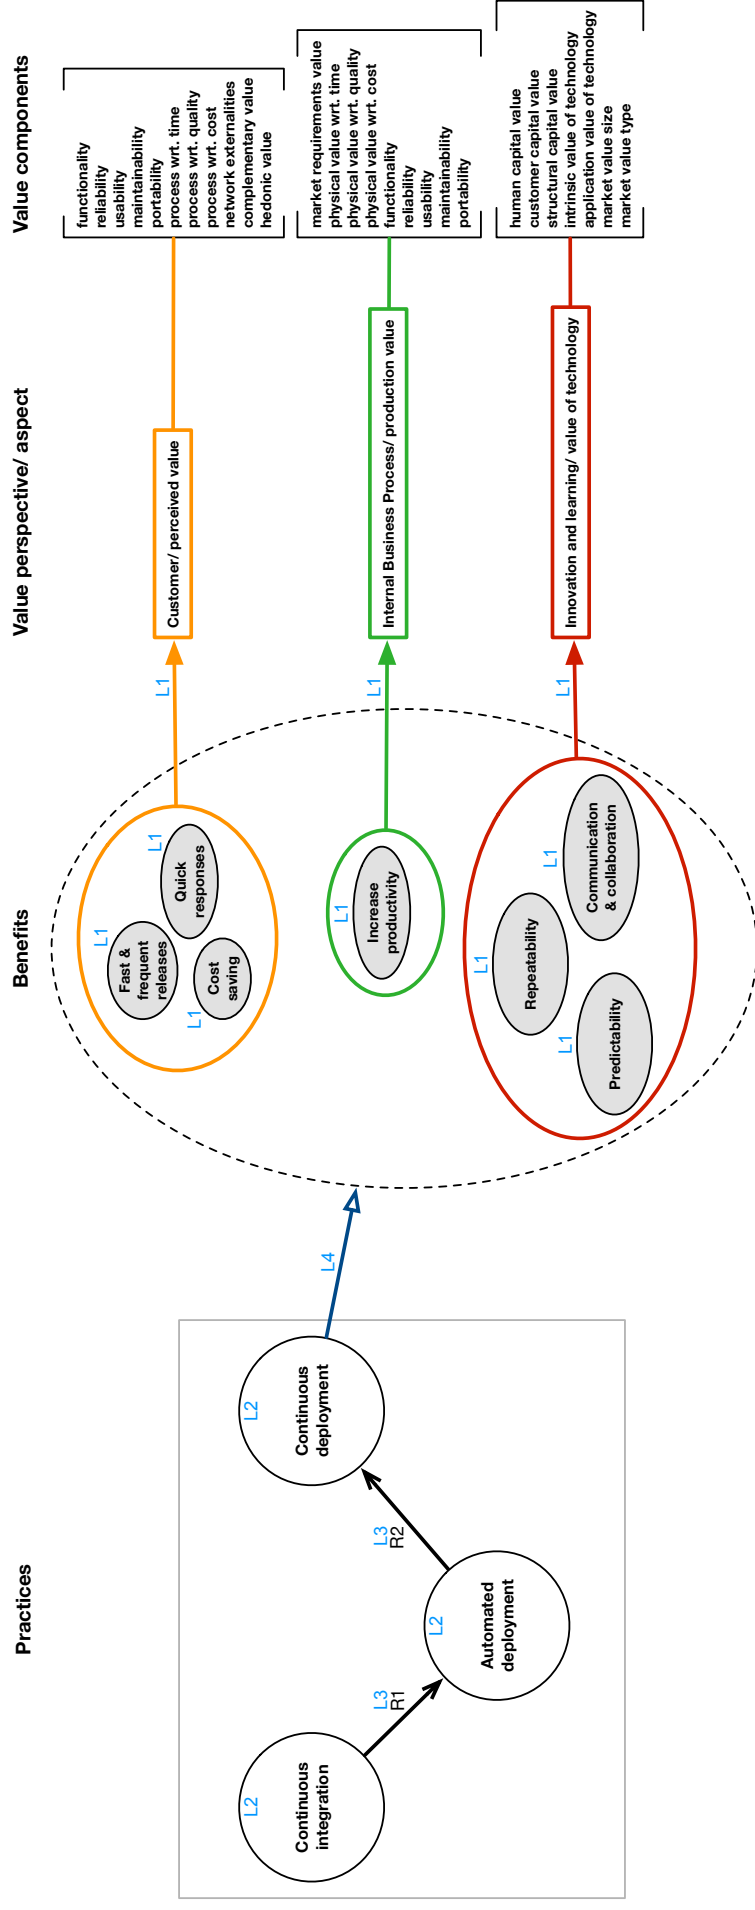 Practices
Benefits
Value perspective/ aspect
Value components
L2
Continuous
integration
L3
R1
L2
Automated
deployment
L3
R2
L2
Continuous
deployment
L4
L1
Fast &
frequent
releases
L1
Quick
responses
L1
Cost
saving
L1
Customer/ perceived value
functionality
reliability
usability
maintainability
portability
process wrt. time
process wrt. quality
process wrt. cost
network externalities
complementary value
hedonic value
L1
Increase
productivity
L1
Internal Business Process/ production value
market requirements value
physical value wrt. time
physical value wrt. quality
physical value wrt. cost
functionality
reliability
usability
maintainability
portability
L1
Repeatability
L1
Communication
& collaboration
L1
Predictability
L1
Innovation and learning/ value of technology
human capital value
customer capital value
structural capital value
intrinsic value of technology
application value of technology
market value size
market value type